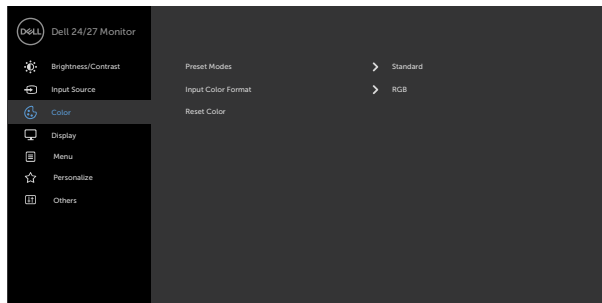 DELL Dell 24/27 Monitor
Brightness/Contrast Preset Modes Standard
Input Source Input Color Format RGB
Color Reset Color
Display
Menu
Personalize
Others